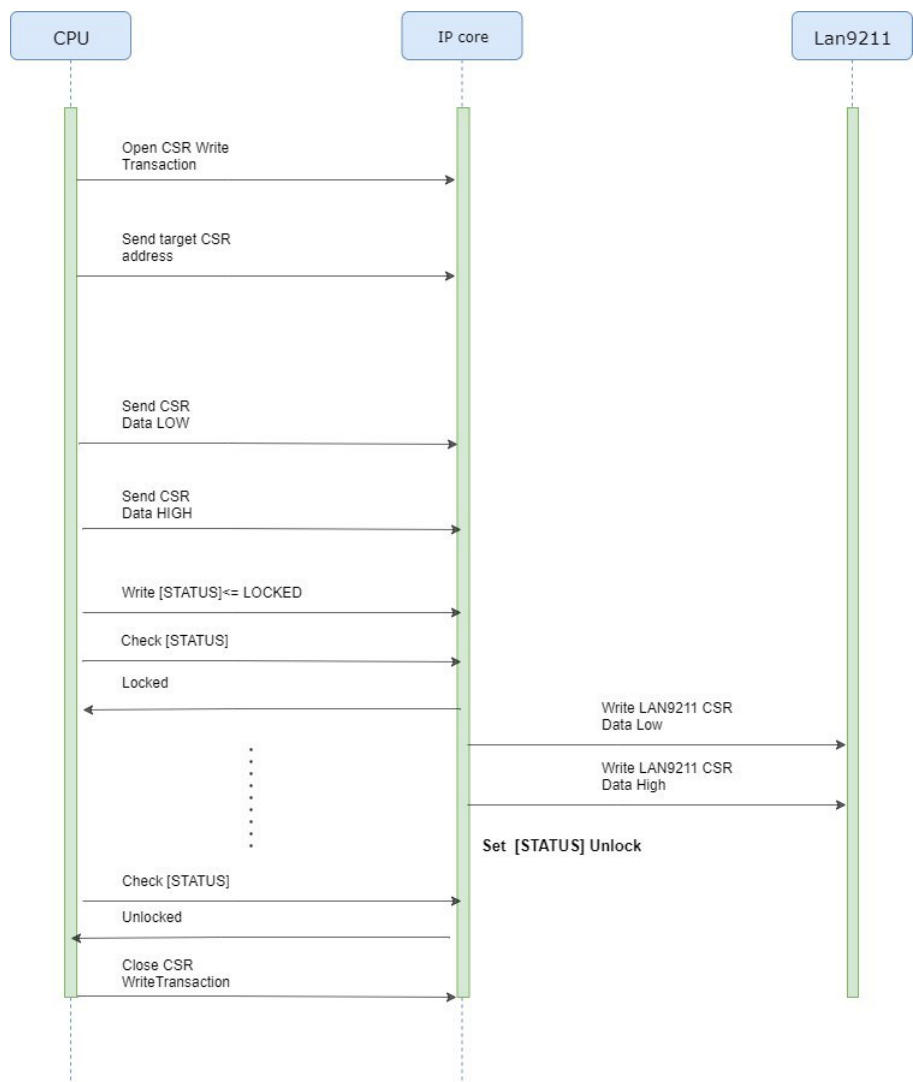 CPU
IP core
Lan9211
Open CSR Write
Transaction
Send target CSR
address
Send CSR
Data LOW
Send CSR
Data HIGH
Write [STATUS]<= LOCKED
Check [STATUS]
Locked
Write LAN9211 CSR
Data Low
Write LAN9211 CSR
Data High
Set  [STATUS] Unlock
Check [STATUS]
Unlocked
Close CSR
WriteTransaction